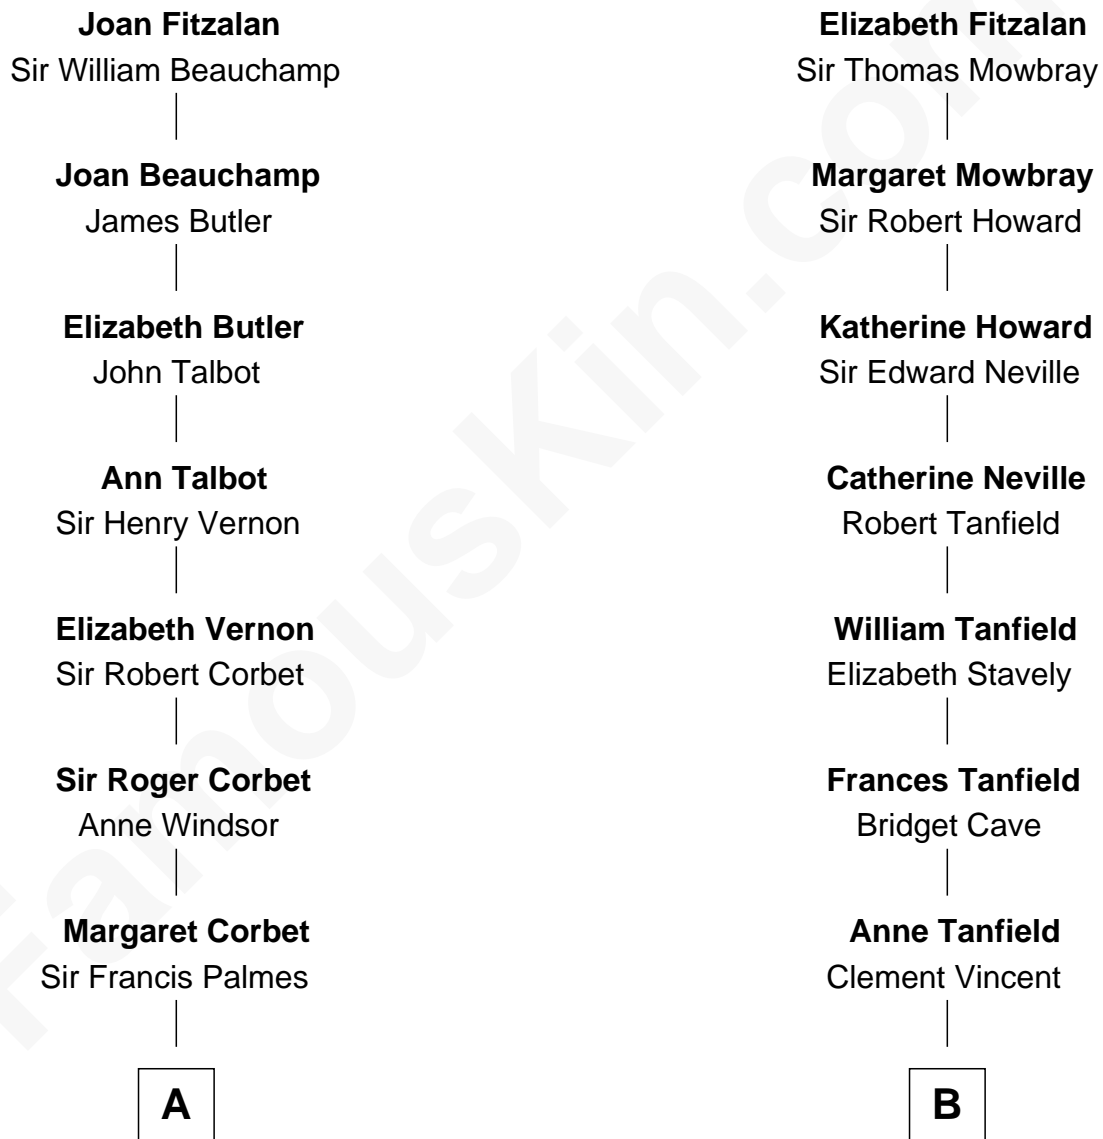 Joan Fitzalan
Sir William Beauchamp
Joan Beauchamp
James Butler
Elizabeth Butler
John Talbot
Ann Talbot
Sir Henry Vernon
Elizabeth Vernon
Sir Robert Corbet
Sir Roger Corbet
Anne Windsor
Margaret Corbet
Sir Francis Palmes
A
Elizabeth Fitzalan
Sir Thomas Mowbray
Margaret Mowbray
Sir Robert Howard
Katherine Howard
Sir Edward Neville
Catherine Neville
Robert Tanfield
William Tanfield
Elizabeth Stavely
Frances Tanfield
Bridget Cave
Anne Tanfield
Clement Vincent
B
FamousKin.com